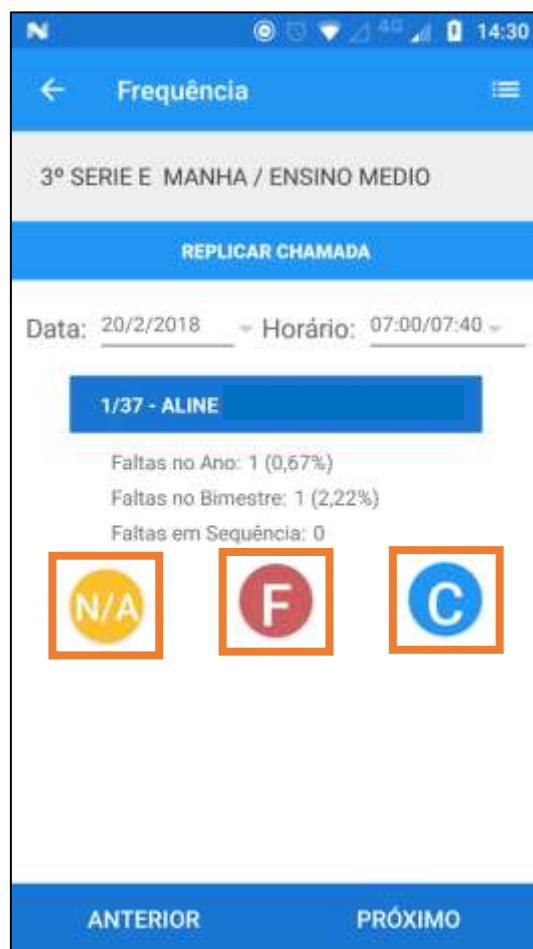 4G 14:30
Frequência
3º SERIE E MANHA / ENSINO MEDIO
REPLICAR CHAMADA
Data: 20/2/2018 Horário: 07:00/07:40
1/37 - ALINE
Faltas no Ano: 1 (0,67%)
Faltas no Bimestre: 1 (2,22%)
Faltas em Sequência: 0
N/A F C
ANTERIOR PRÓXIMO